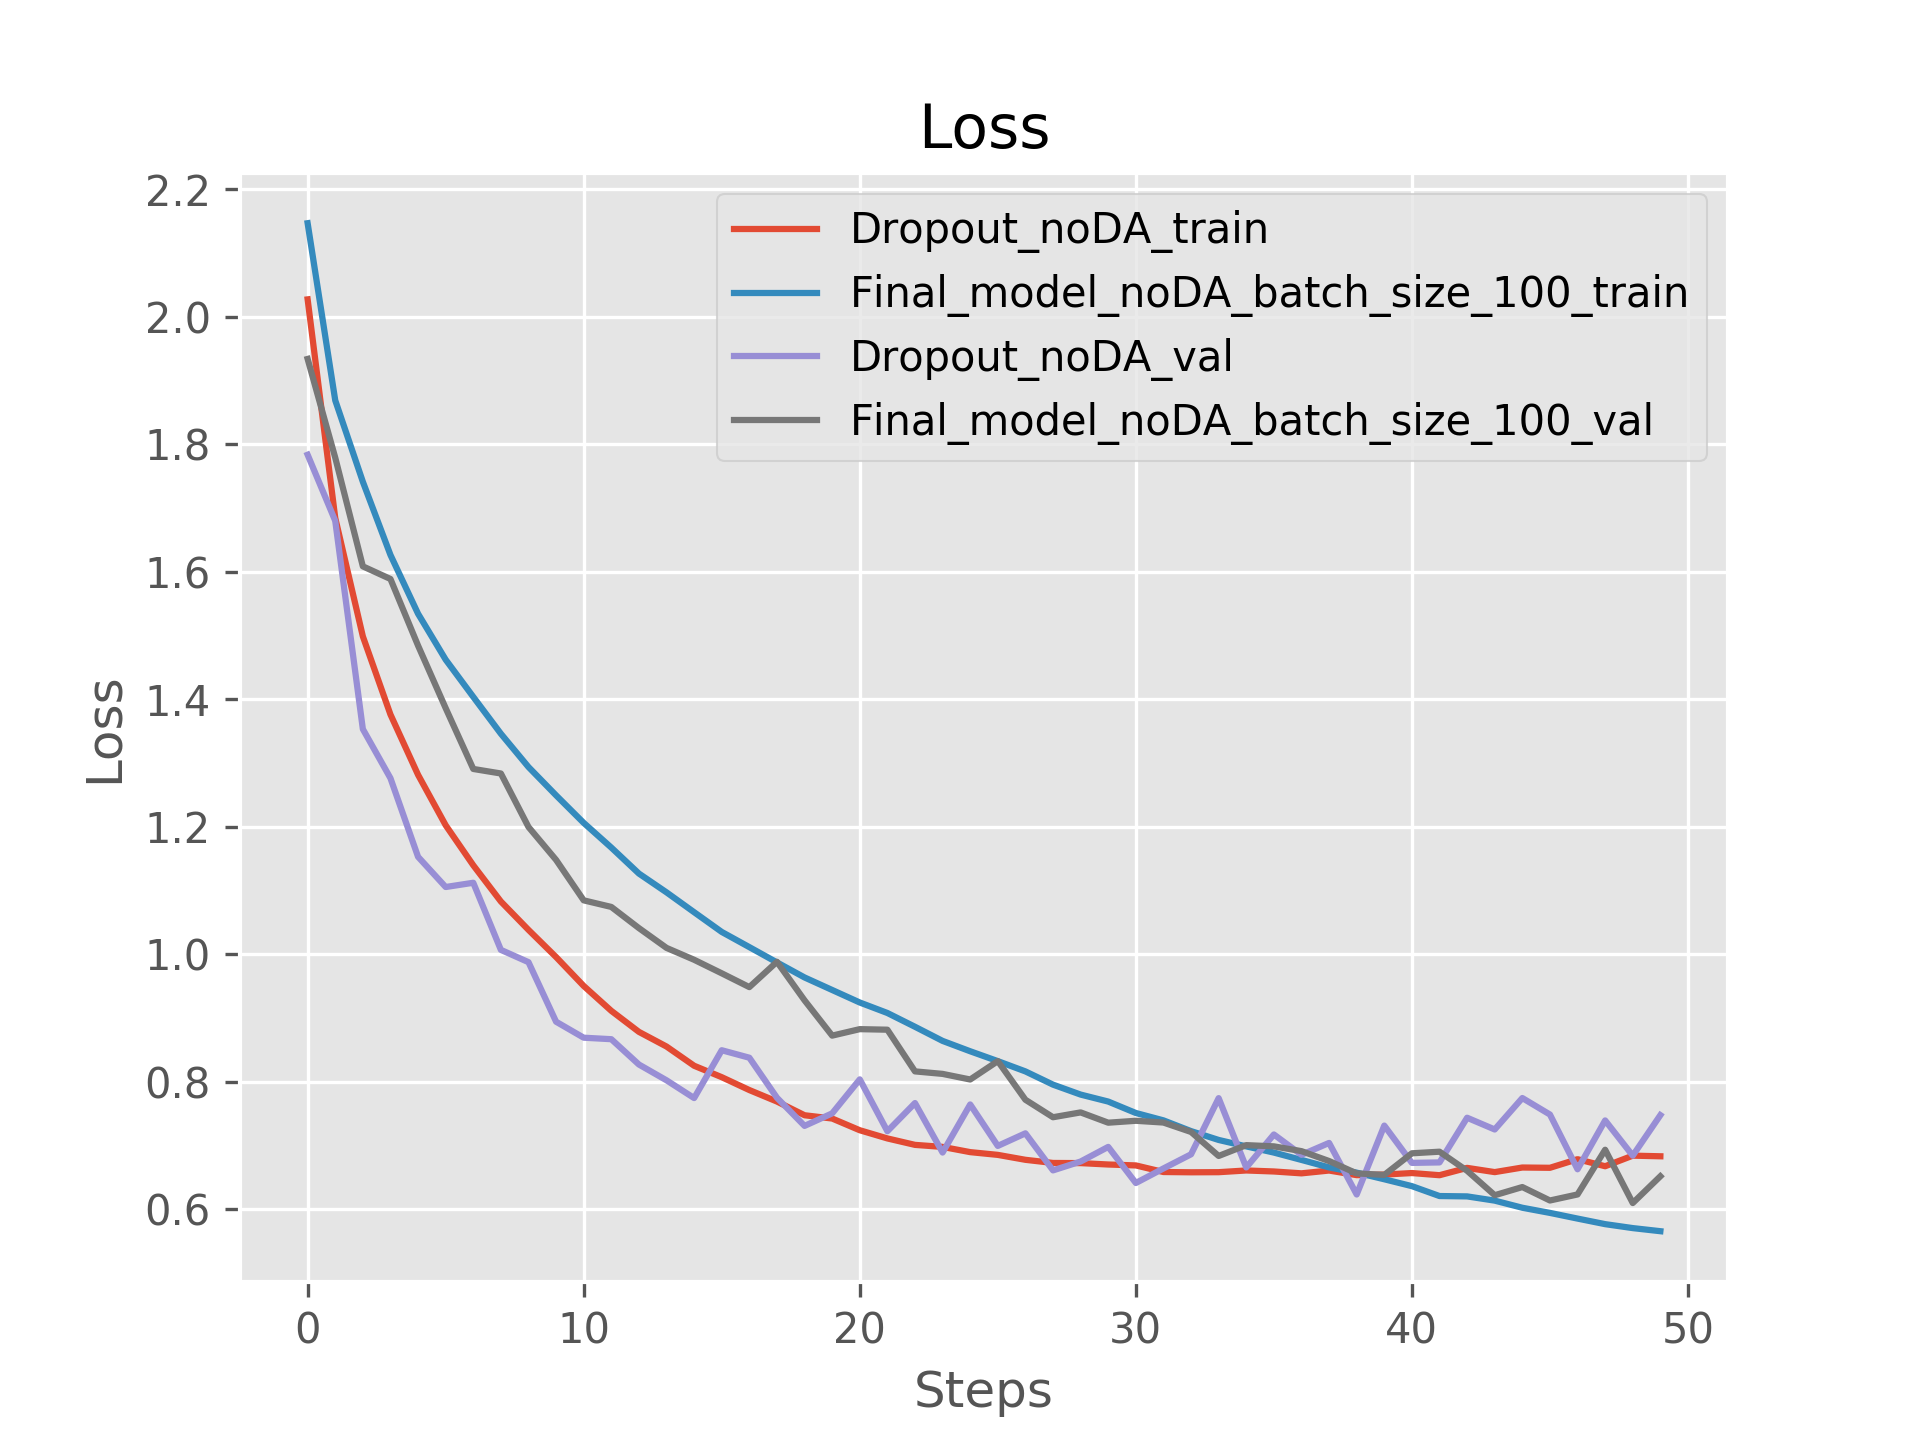 Loss
2.2
2.0
1.8
1.6
1.4
1.2
1.0
0.8
0.6
Loss
Dropout_noDA_train
Final_model_noDA_batch_size_100_train
Dropout_noDA_val
Final_model_noDA_batch_size_100_val
0 10 20 30 40 50
Steps